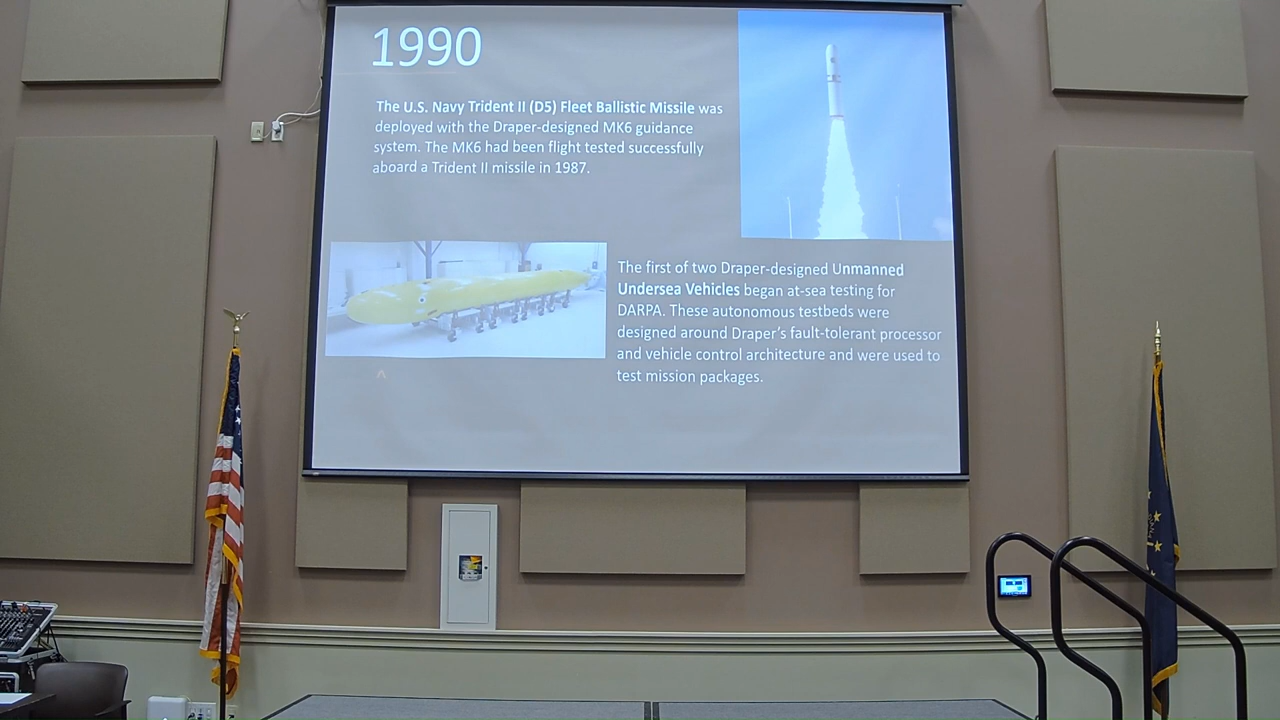 1990
The U.S. Navy Trident II (D5) Fleet Ballistic Missile was
deployed with the Draper-designed MK6 guidance
system. The MK6 had been flight tested successfully
aboard a Trident II missile in 1987.
The first of two Draper-designed Unmanned
Undersea Vehicles began at-sea testing for
DARPA. These autonomous testbeds were
designed around Draper's fault-tolerant processor
and vehicle control architecture and were used to
test mission packages.